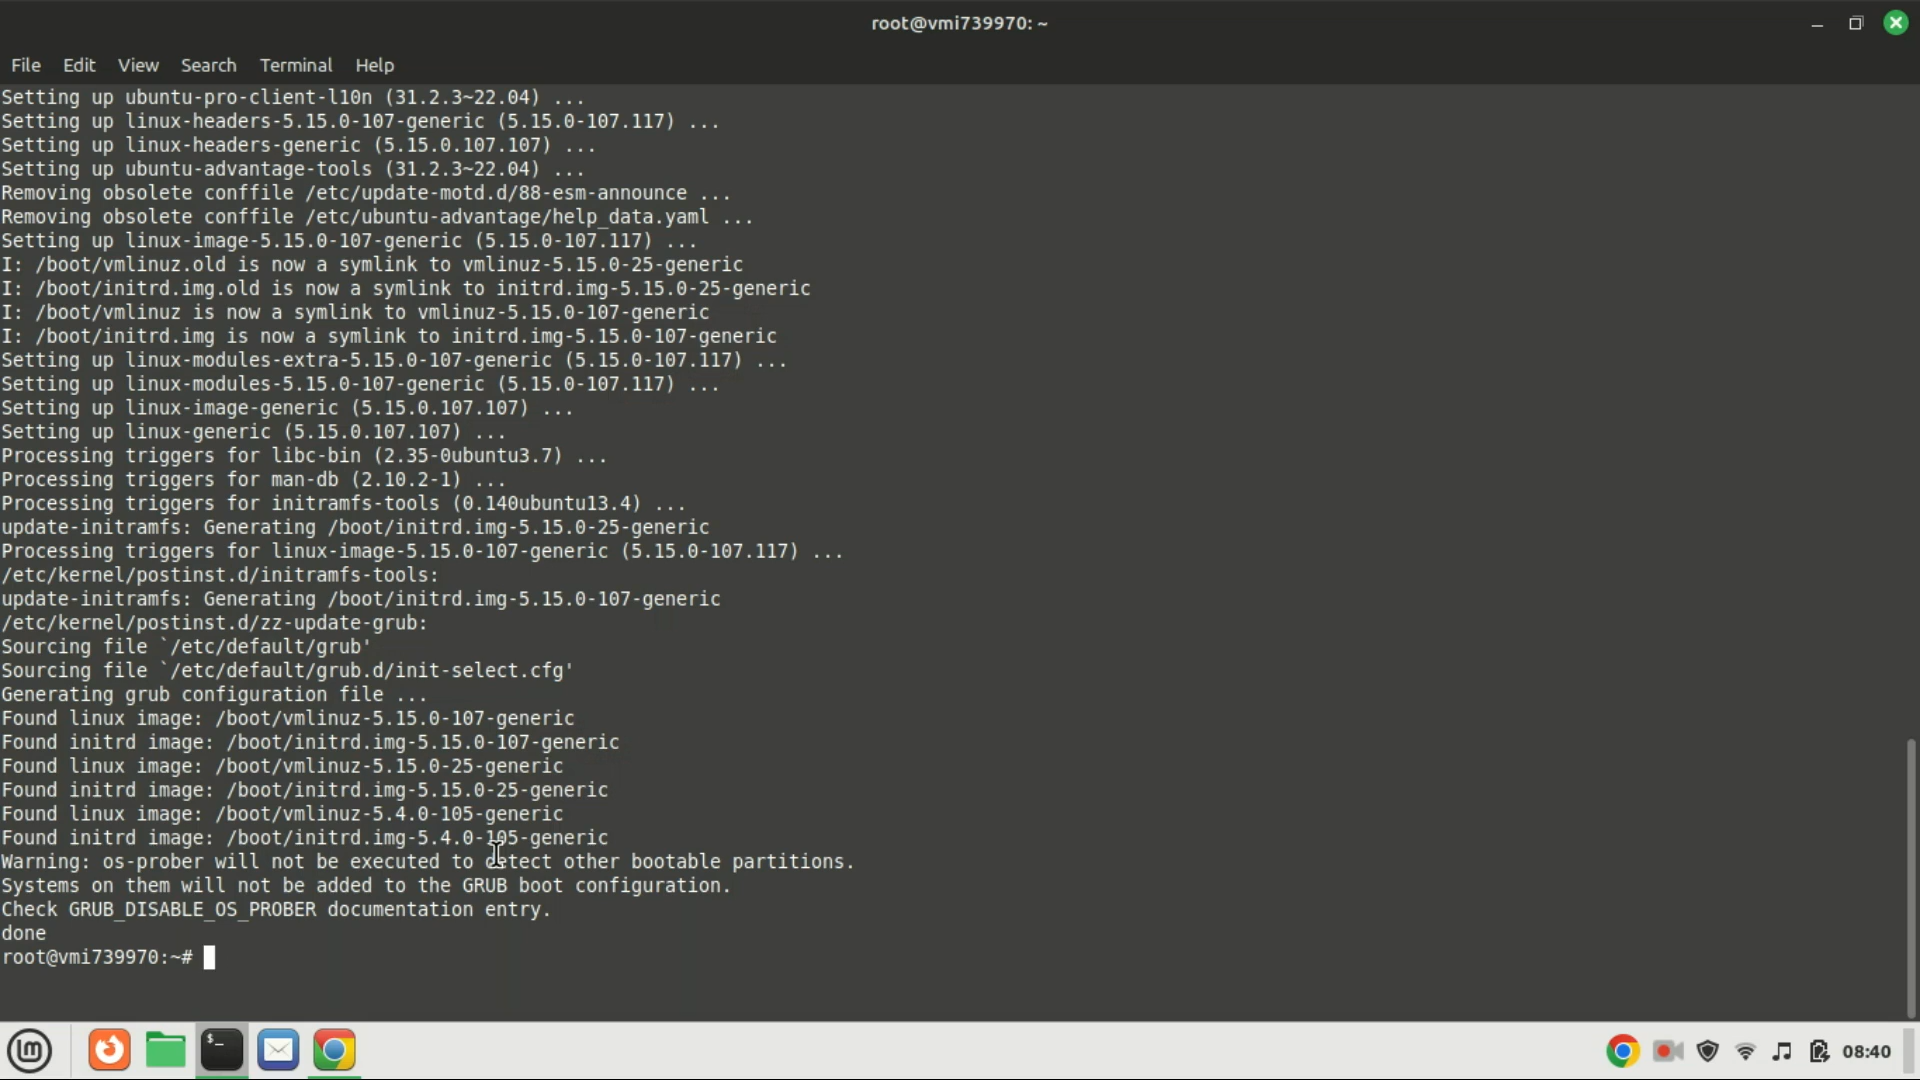 root@vmi739970: ~
File Edit View Search Terminal Help
Setting up ubuntu-pro-client-l10n (31.2.3~22.04) ...
Setting up linux-headers-5.15.0-107-generic (5.15.0-107.117) ...
Setting up linux-headers-generic (5.15.0.107.107) ...
Setting up ubuntu-advantage-tools (31.2.3~22.04) ...
Removing obsolete conffile /etc/update-motd.d/88-esm-announce ...
Removing obsolete conffile /etc/ubuntu-advantage/help_data.yaml ...
Setting up linux-image-5.15.0-107-generic (5.15.0-107.117) ...
I: /boot/vmlinuz.old is now a symlink to vmlinuz-5.15.0-25-generic
I: /boot/initrd.img.old is now a symlink to initrd.img-5.15.0-25-generic
I: /boot/vmlinuz is now a symlink to vmlinuz-5.15.0-107-generic
I: /boot/initrd.img is now a symlink to initrd.img-5.15.0-107-generic
Setting up linux-modules-extra-5.15.0-107-generic (5.15.0-107.117) ...
Setting up linux-modules-5.15.0-107-generic (5.15.0-107.117) ...
Setting up linux-image-generic (5.15.0.107.107) ...
Setting up linux-generic (5.15.0.107.107) ...
Processing triggers for libc-bin (2.35-0ubuntu3.7) ...
Processing triggers for man-db (2.10.2-1) ...
Processing triggers for initramfs-tools (0.140ubuntu13.4) ...
update-initramfs: Generating /boot/initrd.img-5.15.0-25-generic
Processing triggers for linux-image-5.15.0-107-generic (5.15.0-107.117) ...
/etc/kernel/postinst.d/initramfs-tools:
update-initramfs: Generating /boot/initrd.img-5.15.0-107-generic
/etc/kernel/postinst.d/zz-update-grub:
Sourcing file `/etc/default/grub'
Sourcing file `/etc/default/grub.d/init-select.cfg'
Generating grub configuration file ...
Found linux image: /boot/vmlinuz-5.15.0-107-generic
Found initrd image: /boot/initrd.img-5.15.0-107-generic
Found linux image: /boot/vmlinuz-5.15.0-25-generic
Found initrd image: /boot/initrd.img-5.15.0-25-generic
Found linux image: /boot/vmlinuz-5.4.0-105-generic
Found initrd image: /boot/initrd.img-5.4.0-105-generic
Warning: os-prober will not be executed to detect other bootable partitions.
Systems on them will not be added to the GRUB boot configuration.
Check GRUB_DISABLE_OS_PROBER documentation entry.
done
root@vmi739970:~#
08:40